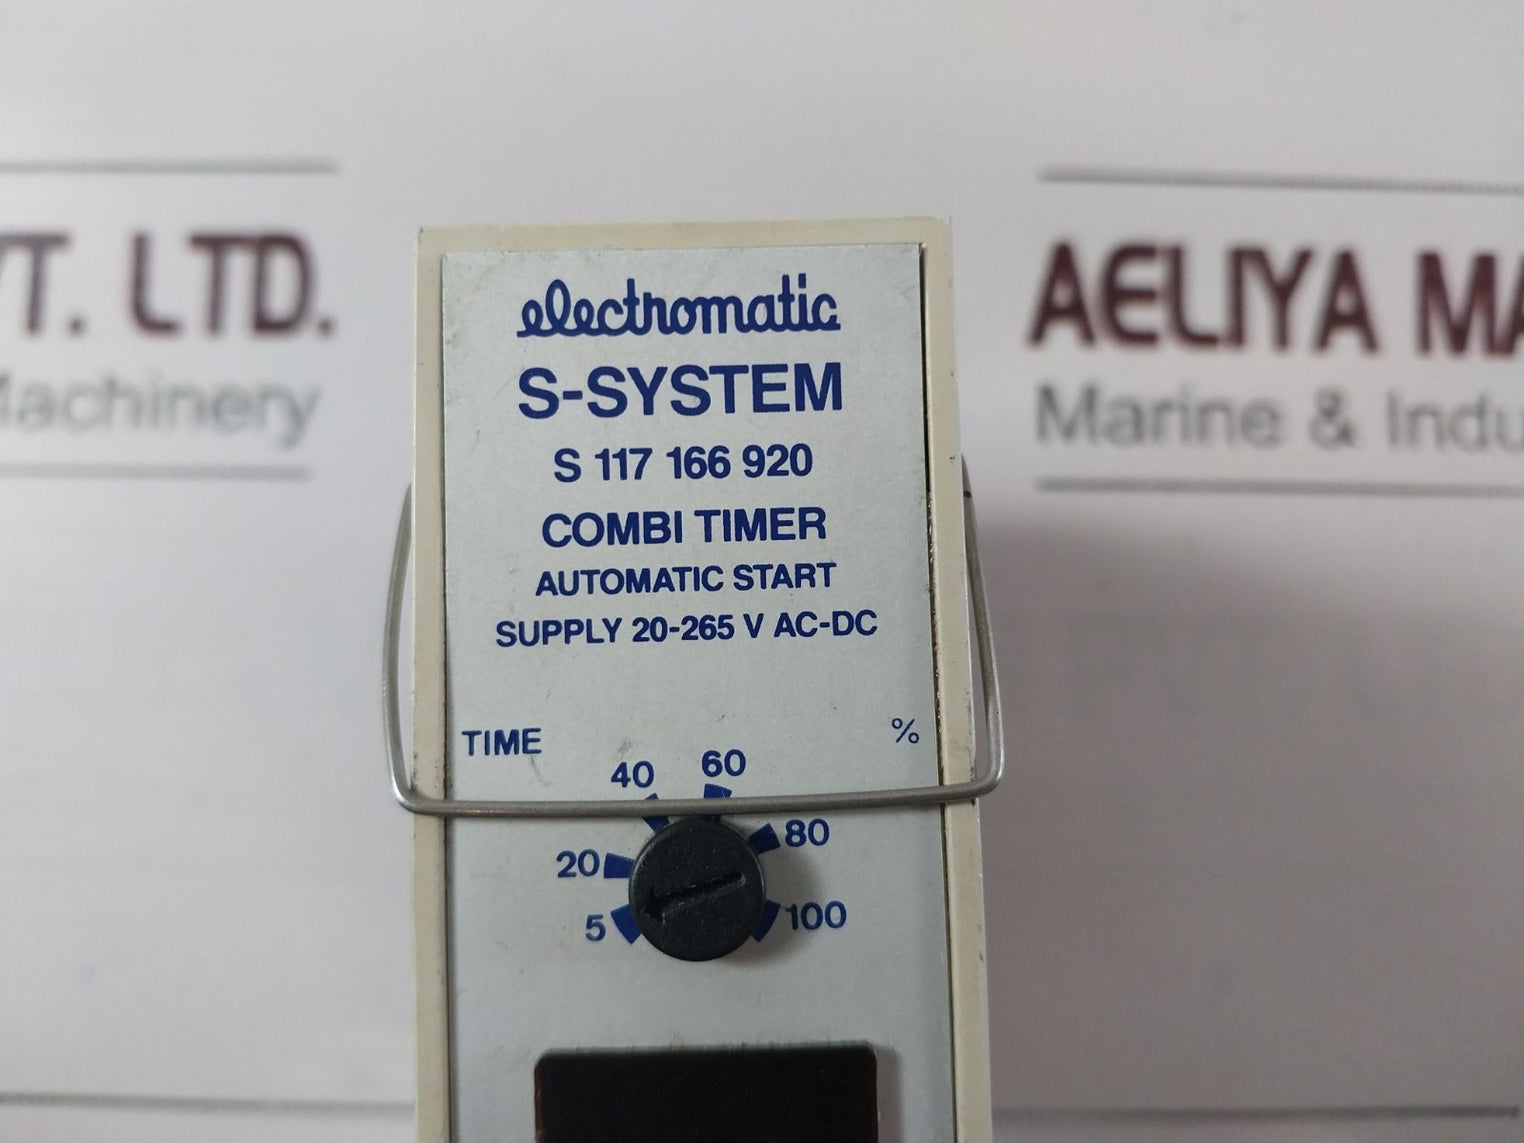 electromatic
S-SYSTEM
S 117 166 920
COMBI TIMER
AUTOMATIC START
SUPPLY 20-265 V AC-DC
TIME %
40 60
20 80
5 100
LTD.
Machinery
AELIYA MA
Marine & Indu